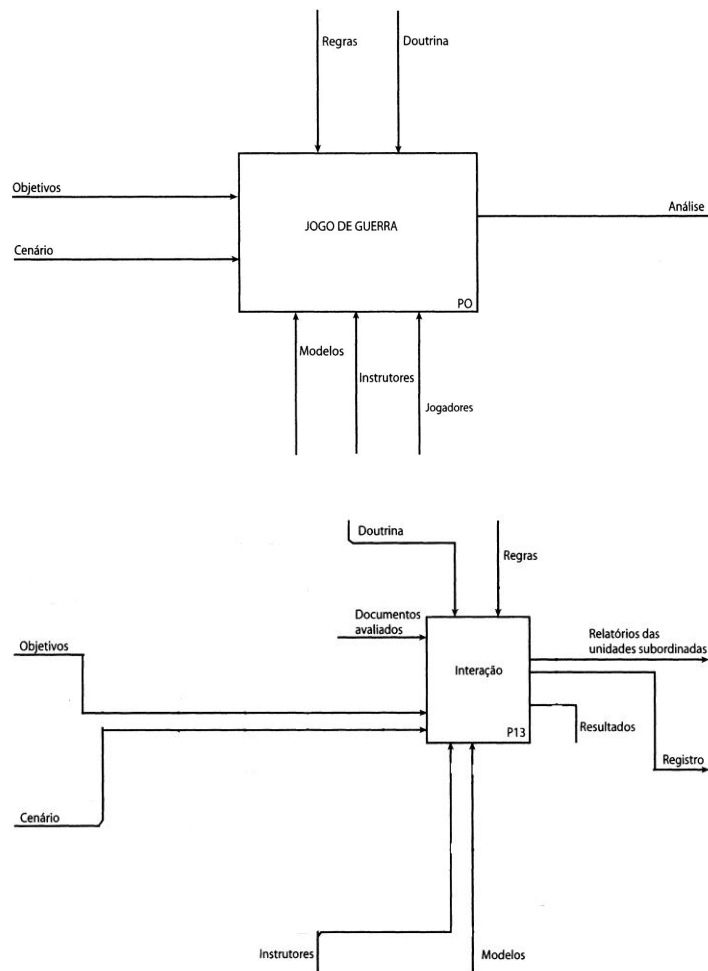 Regras
Doutrina
Objetivos
Análise
JOGO DE GUERRA
Cenário
PO
Modelos
Instrutores
Jogadores
Doutrina
Regras
Documentos
avaliados
Relatórios das
unidades subordinadas
Objetivos
Interação
P13
Resultados
Registro
Cenário
Instrutores
Modelos